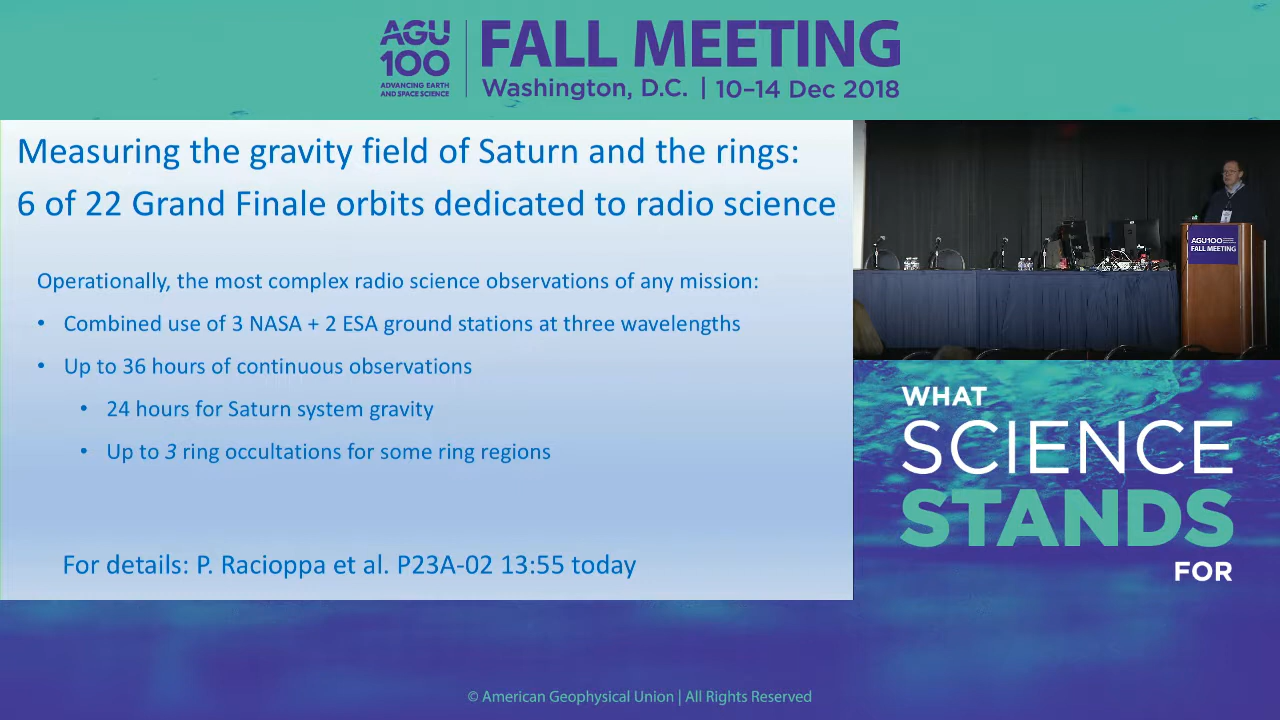 AGU
100
ADVANCING EARTH
AND SPACE SCIENCE
FALL MEETING
Washington, D.C. | 10–14 Dec 2018
Measuring the gravity field of Saturn and the rings:
6 of 22 Grand Finale orbits dedicated to radio science
Operationally, the most complex radio science observations of any mission:
• Combined use of 3 NASA + 2 ESA ground stations at three wavelengths
• Up to 36 hours of continuous observations
• 24 hours for Saturn system gravity
• Up to 3 ring occultations for some ring regions
For details: P. Racioppa et al. P23A-02 13:55 today
AGU100
FALL MEETING
WHAT
SCIENCE
STANDS
FOR
© American Geophysical Union | All Rights Reserved